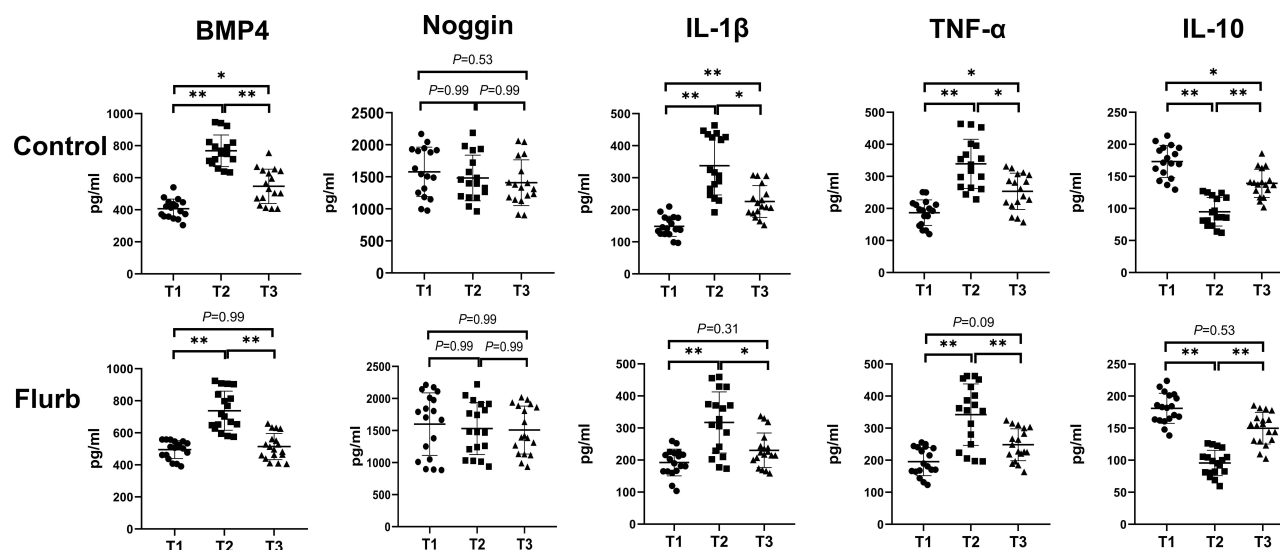 BMP4
Noggin
IL-1β
TNF-α
IL-10
Control
*
** **
pg/ml
1000
800
600
400
200
0
T1 T2 T3
P=0.53
P=0.99 P=0.99
pg/ml
2500
2000
1500
1000
500
0
T1 T2 T3
**
** *
pg/ml
500
400
300
200
100
0
T1 T2 T3
*
** *
pg/ml
500
400
300
200
100
0
T1 T2 T3
*
** **
pg/ml
250
200
150
100
50
0
T1 T2 T3
Flurb
P=0.99
** **
pg/ml
1000
800
600
400
200
0
T1 T2 T3
P=0.99
P=0.99 P=0.99
pg/ml
2500
2000
1500
1000
500
0
T1 T2 T3
P=0.31
** *
pg/ml
500
400
300
200
100
0
T1 T2 T3
P=0.09
** **
pg/ml
500
400
300
200
100
0
T1 T2 T3
P=0.53
** **
pg/ml
250
200
150
100
50
0
T1 T2 T3